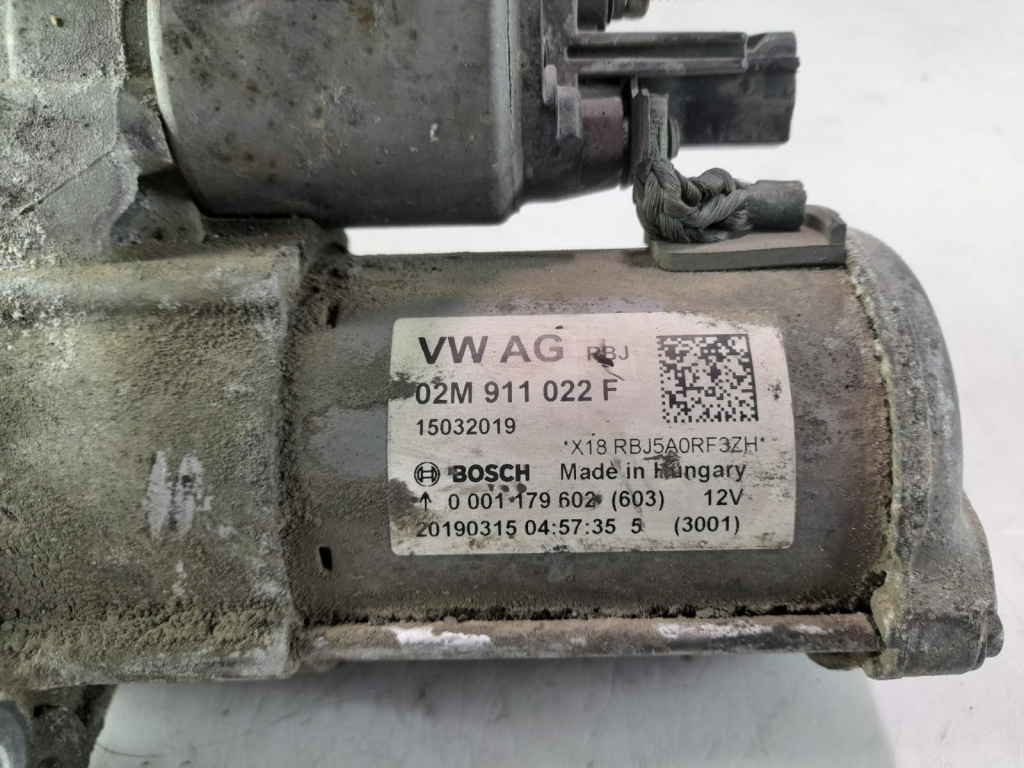 VW AG RBJ
02M 911 022 F
15032019
*X18 RBJ5A0RF3ZH*
BOSCH Made in Hungary
↑ 0 001 179 602 (603) 12V
20190315 04:57:35 5 (3001)